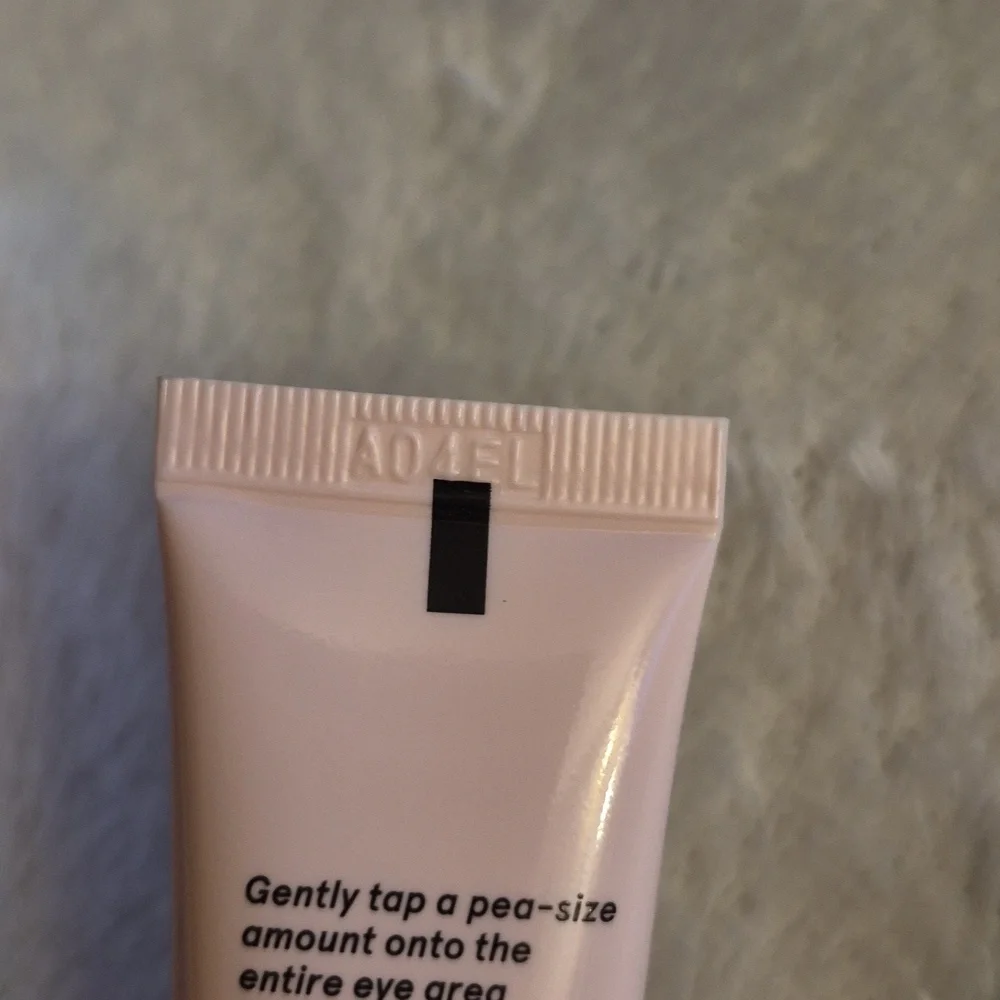 A04EL
Gently tap a pea-size
amount onto the
entire eye area